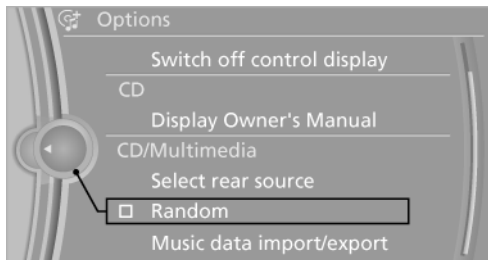 Options
Switch off control display
CD
Display Owner's Manual
CD/Multimedia
Select rear source
Random
Music data import/export